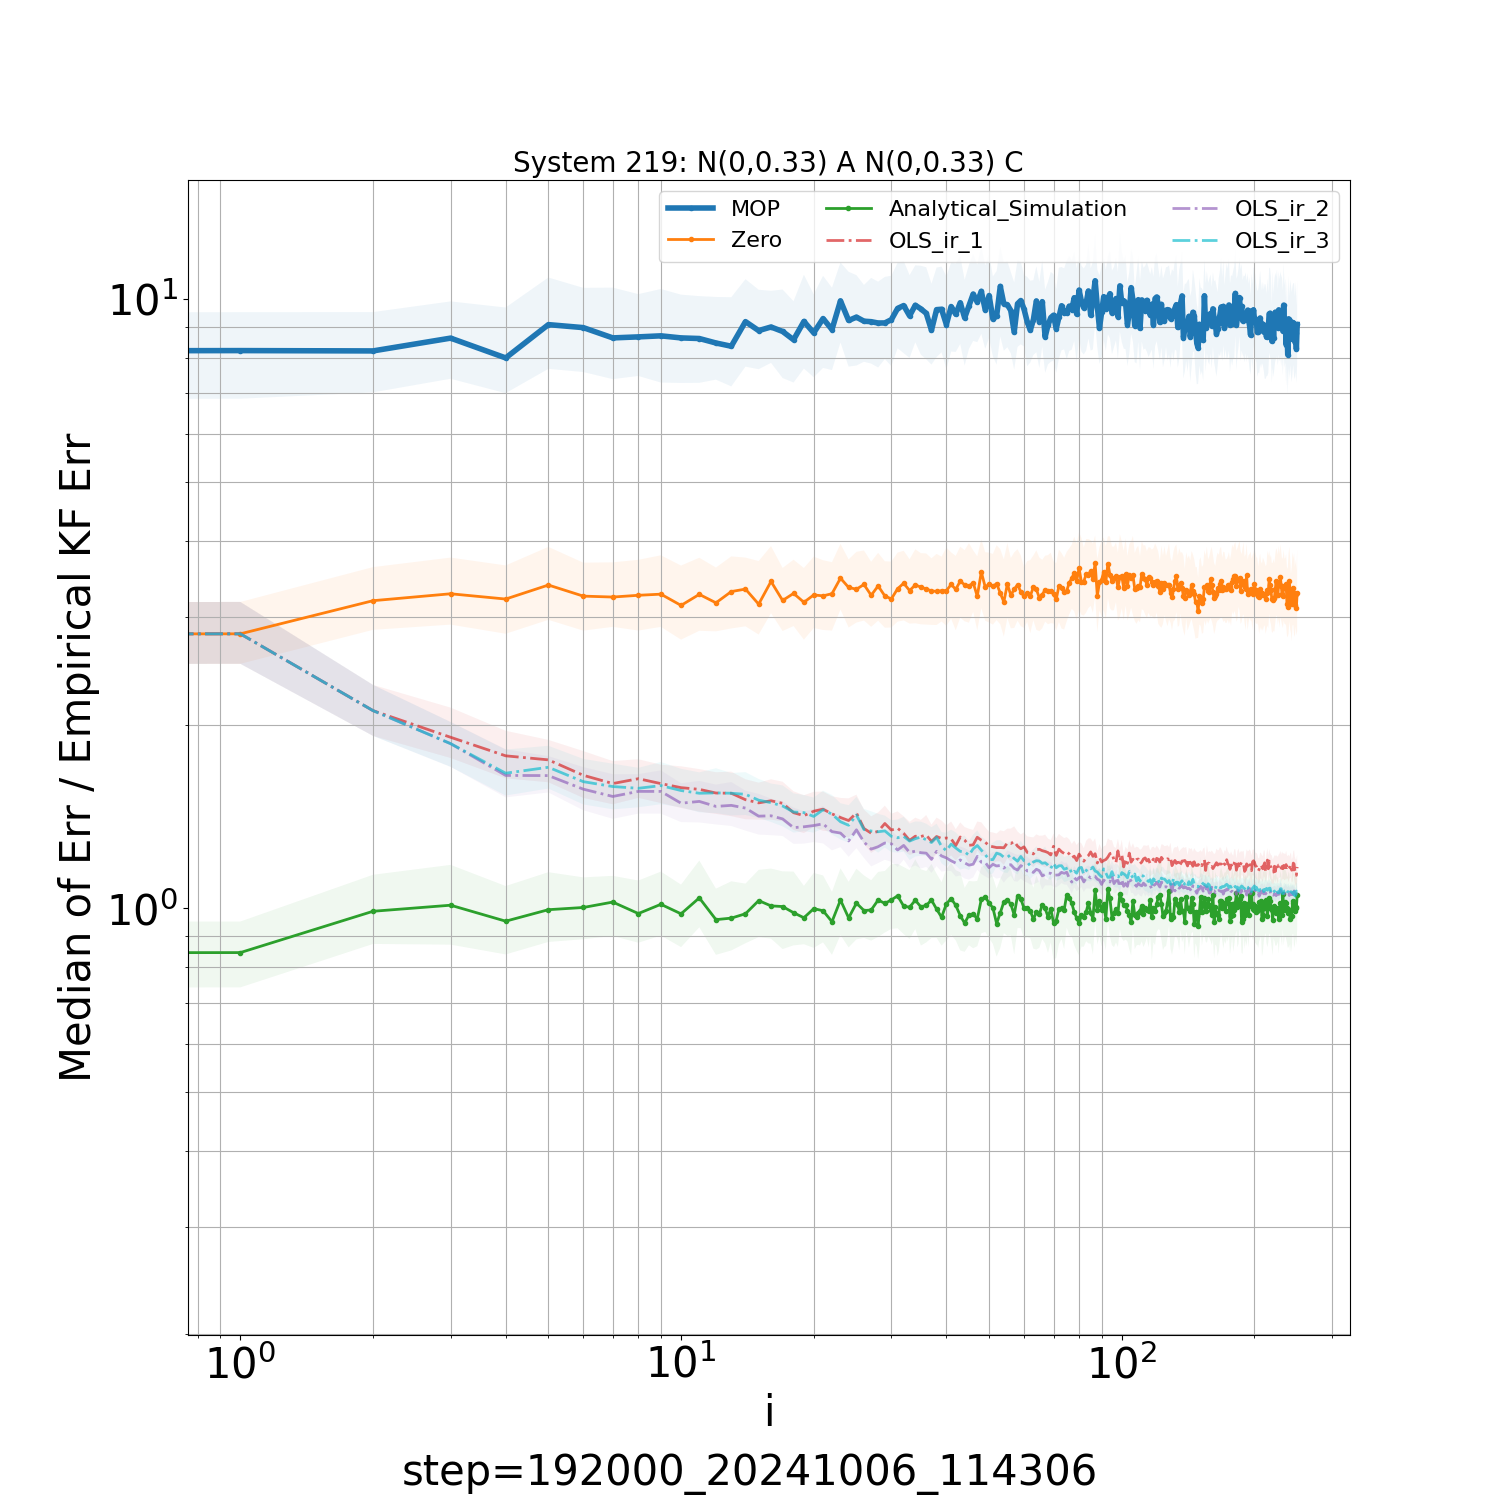 System 219: N(0,0.33) A N(0,0.33) C
MOP
Zero
Analytical_Simulation
OLS_ir_1
OLS_ir_2
OLS_ir_3
Median of Err / Empirical KF Err
10¹
10⁰
10⁰ 10¹ 10²
i
step=192000_20241006_114306